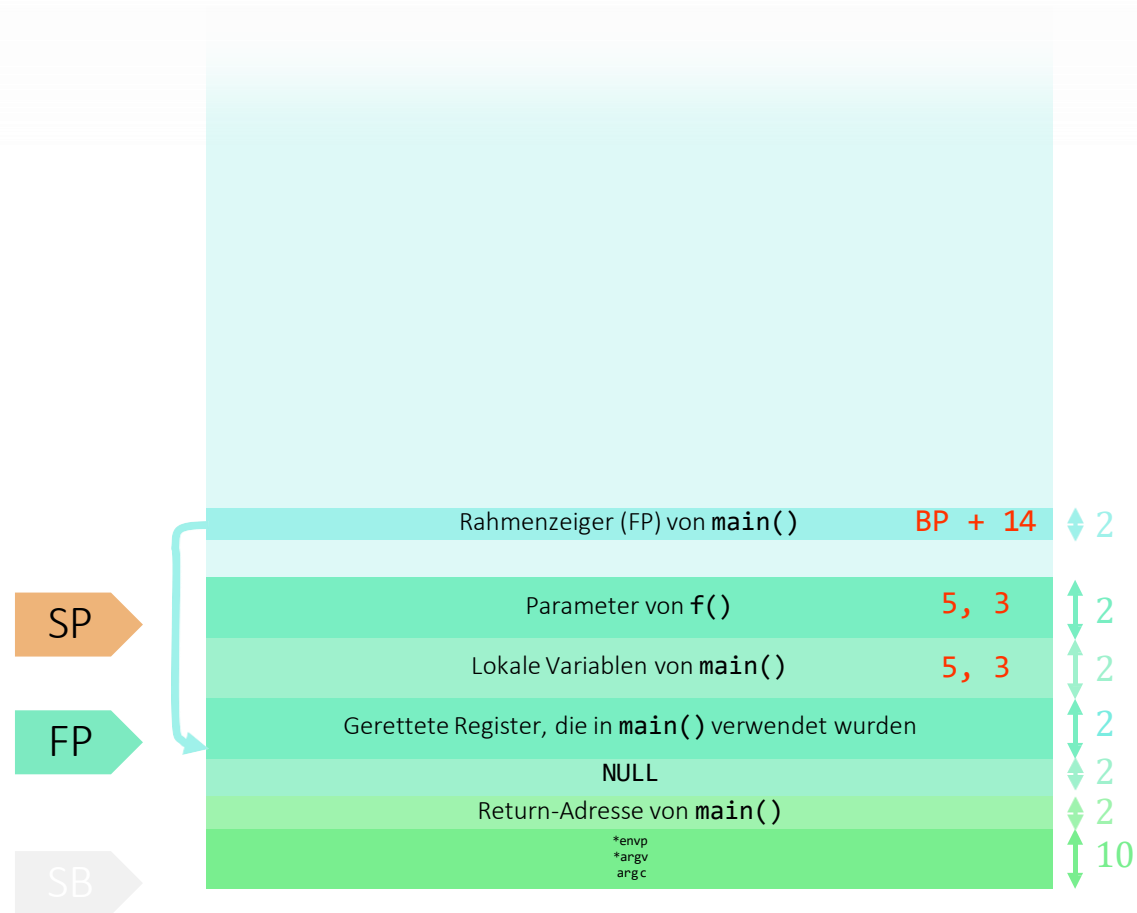 Rahmenzeiger (FP) von main() BP + 14 2
Parameter von f() 5, 3 2
SP
Lokale Variablen von main() 5, 3 2
Gerettete Register, die in main() verwendet wurden 2
FP
NULL 2
Return-Adresse von main() 2
*envp
*argv
argc
10
SB